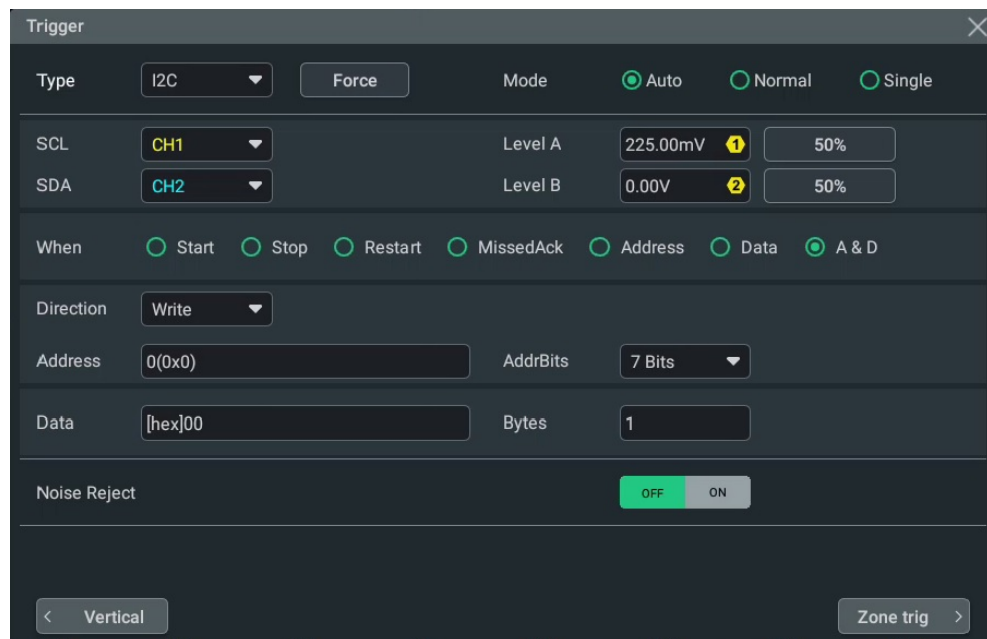 Trigger
Type I2C Force Mode Auto Normal Single
SCL CH1 Level A 225.00mV 1 50%
SDA CH2 Level B 0.00V 2 50%
When Start Stop Restart MissedAck Address Data A & D
Direction Write
Address 0(0x0) AddrBits 7 Bits
Data [hex]00 Bytes 1
Noise Reject OFF ON
< Vertical Zone trig >